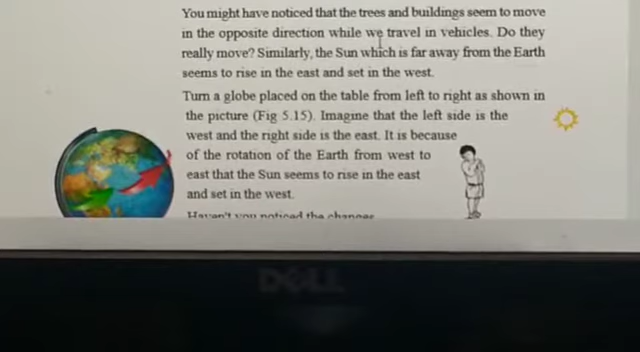 You might have noticed that the trees and buildings seem to move
in the opposite direction while we travel in vehicles. Do they
really move? Similarly, the Sun which is far away from the Earth
seems to rise in the east and set in the west.
Turn a globe placed on the table from left to right as shown in
the picture (Fig 5.15). Imagine that the left side is the
west and the right side is the east. It is because
of the rotation of the Earth from west to
east that the Sun seems to rise in the east
and set in the west.
Haven't you noticed the changes
DELL